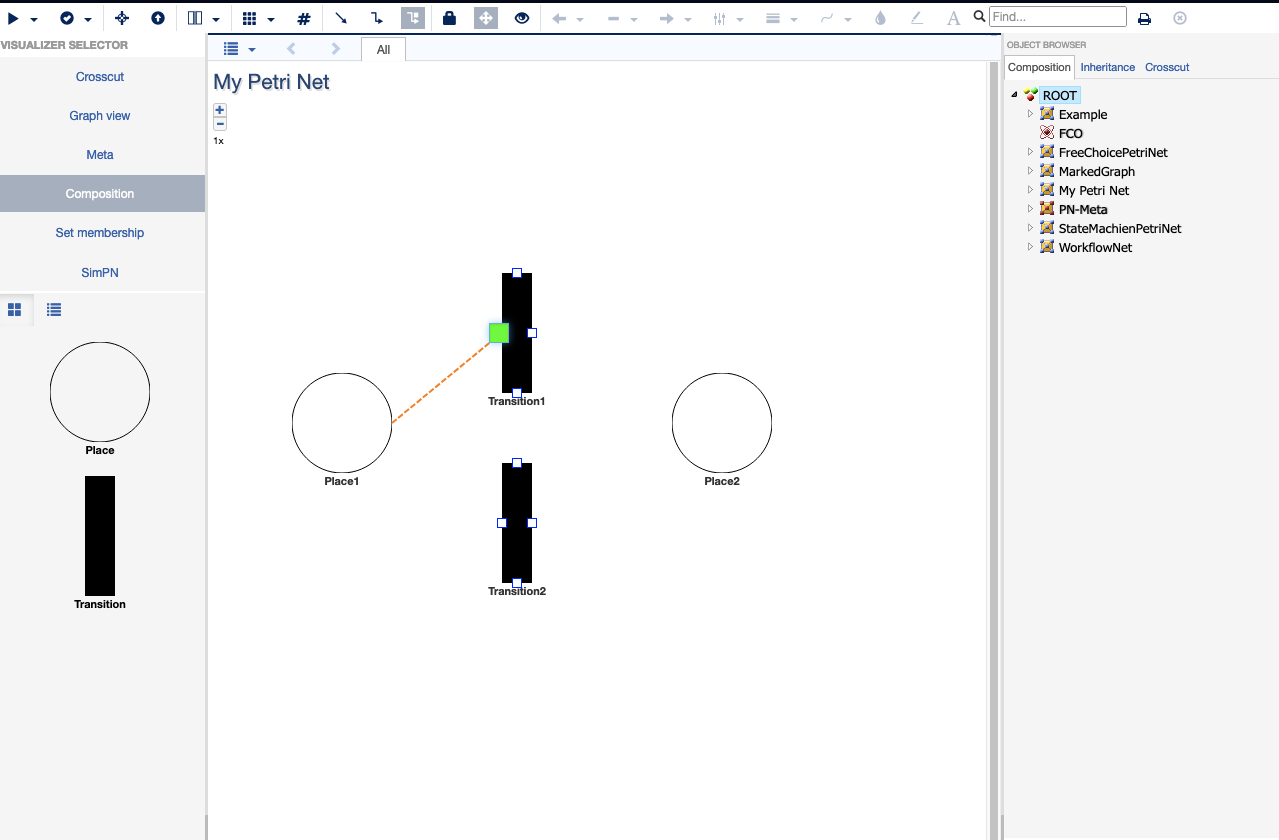 Find...
VISUALIZER SELECTOR
Crosscut
Graph view
Meta
Composition
Set membership
SimPN
Place
Transition
All
My Petri Net
1x
Transition1
Place1
Place2
Transition2
OBJECT BROWSER
Composition Inheritance Crosscut
ROOT
Example
FCO
FreeChoicePetriNet
MarkedGraph
My Petri Net
PN-Meta
StateMachienPetriNet
WorkflowNet